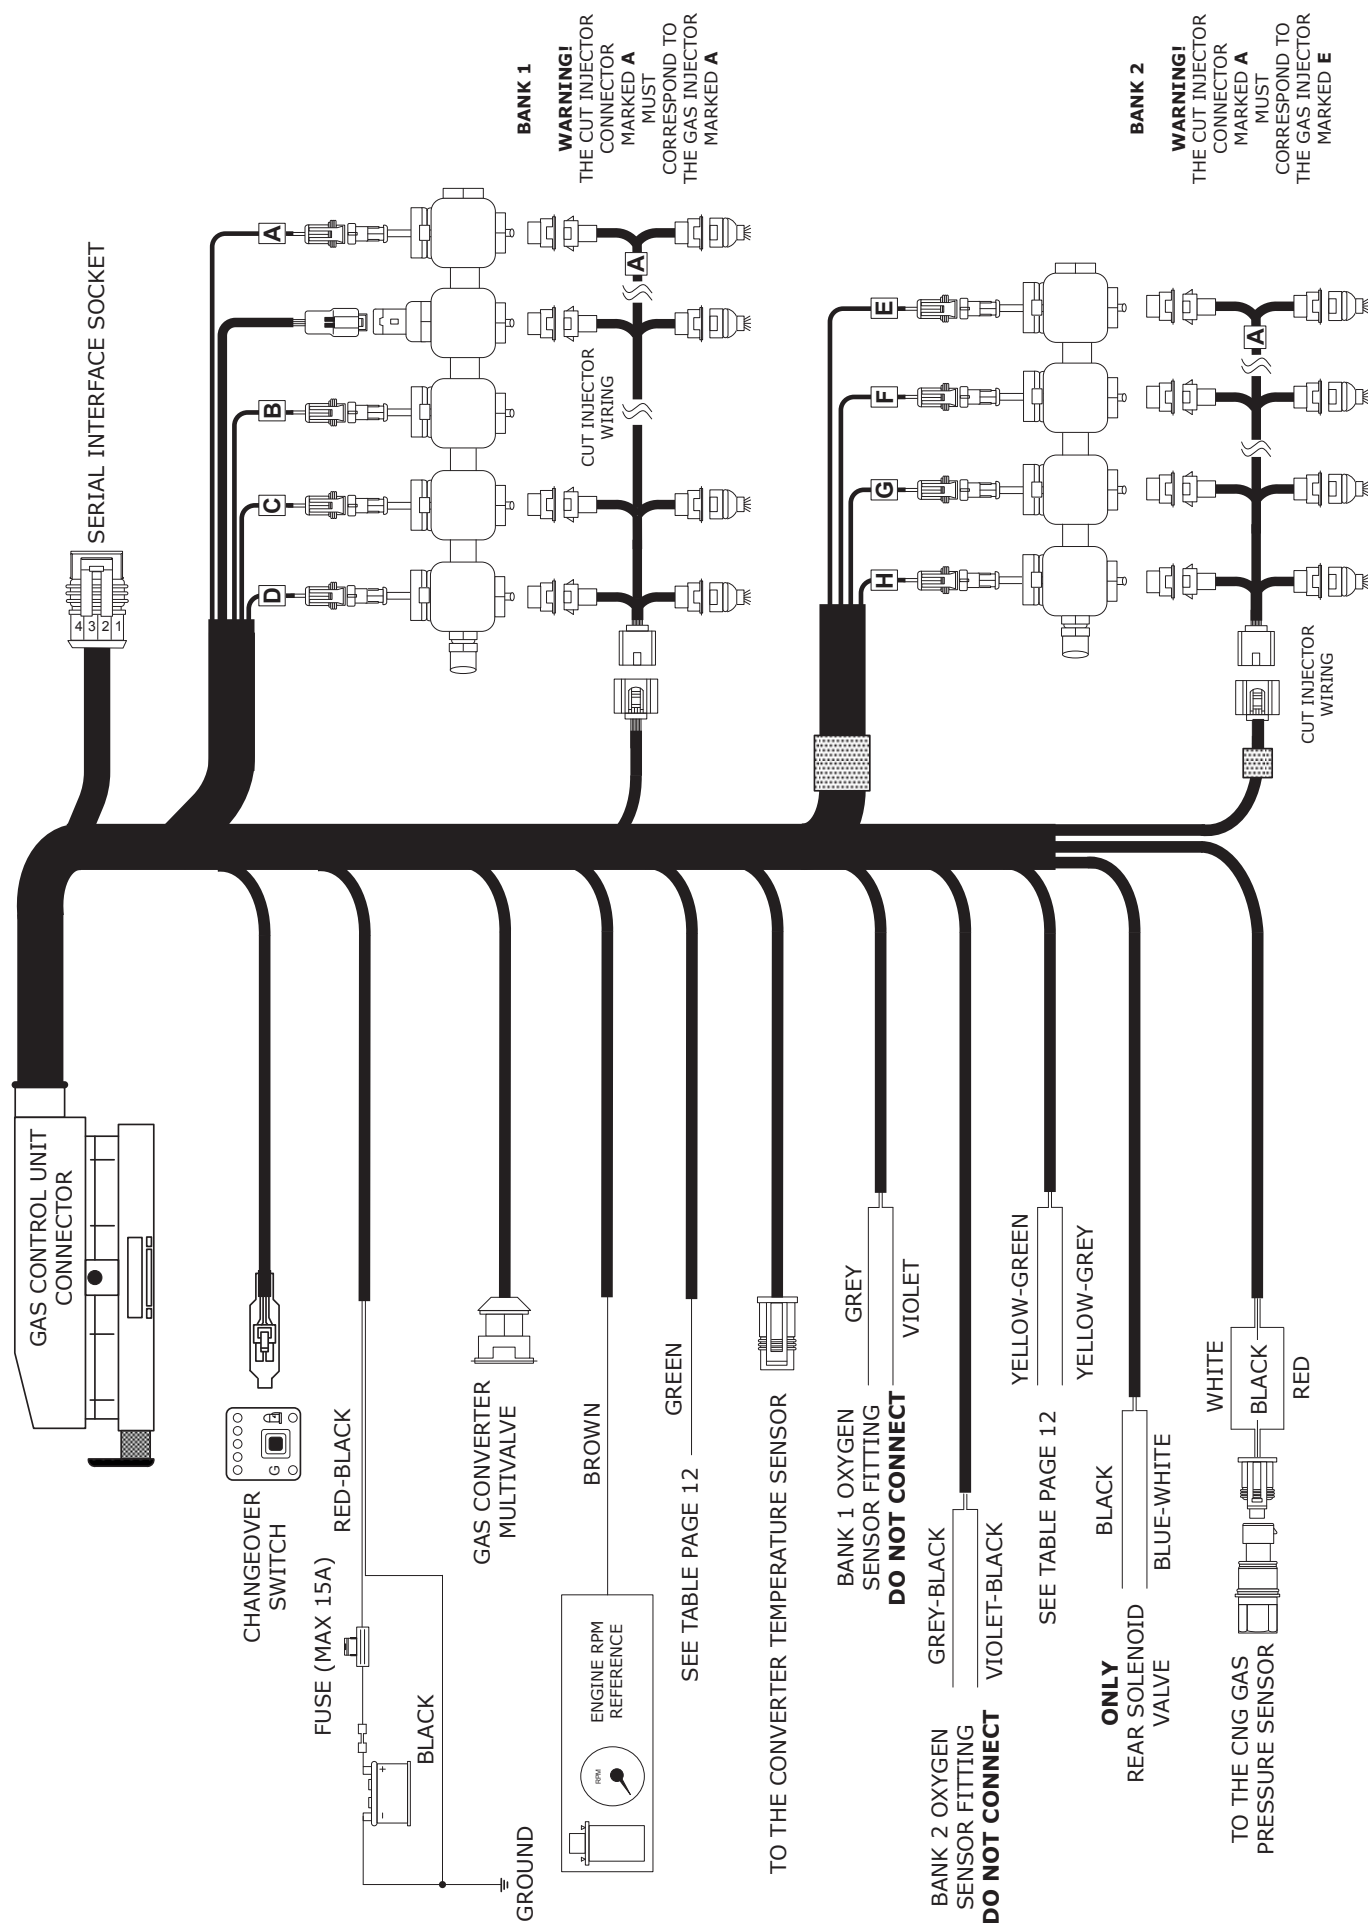 GAS CONTROL UNIT
CONNECTOR
SERIAL INTERFACE SOCKET
4
3
2
1
CHANGEOVER
SWITCH
G
RED-BLACK
FUSE (MAX 15A)
+
-
BLACK
GROUND
GAS CONVERTER
MULTIVALVE
BROWN
ENGINE RPM
REFERENCE
RPM
GREEN
SEE TABLE PAGE 12
TO THE CONVERTER TEMPERATURE SENSOR
GREY
VIOLET
BANK 1 OXYGEN
SENSOR FITTING
DO NOT CONNECT
GREY-BLACK
VIOLET-BLACK
BANK 2 OXYGEN
SENSOR FITTING
DO NOT CONNECT
YELLOW-GREEN
YELLOW-GREY
SEE TABLE PAGE 12
BLACK
BLUE-WHITE
ONLY
REAR SOLENOID
VALVE
WHITE
BLACK
RED
TO THE CNG GAS
PRESSURE SENSOR
D
C
B
A
A
CUT INJECTOR
WIRING
BANK 1
WARNING!
THE CUT INJECTOR
CONNECTOR
MARKED A
MUST
CORRESPOND TO
THE GAS INJECTOR
MARKED A
H
G
F
E
A
CUT INJECTOR
WIRING
BANK 2
WARNING!
THE CUT INJECTOR
CONNECTOR
MARKED A
MUST
CORRESPOND TO
THE GAS INJECTOR
MARKED E